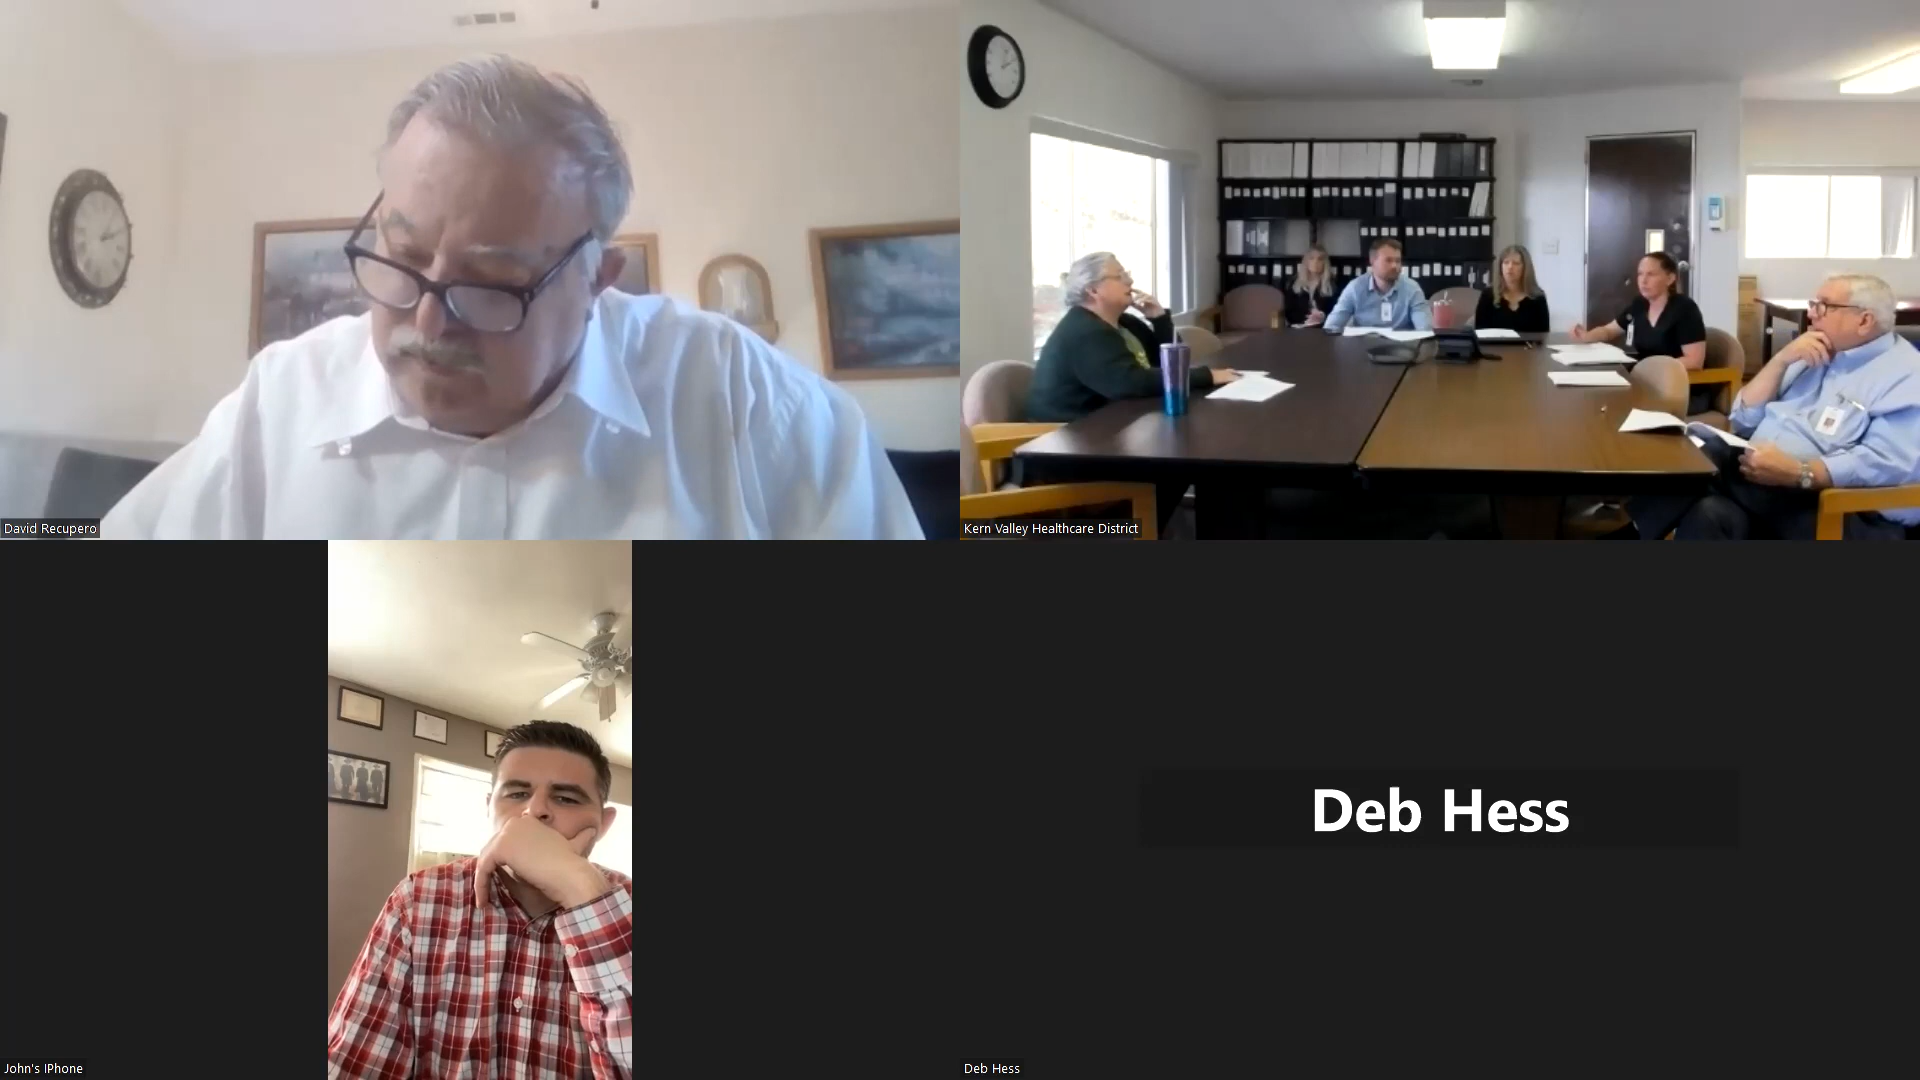 David Recupero
Kern Valley Healthcare District
Deb Hess
John's IPhone
Deb Hess